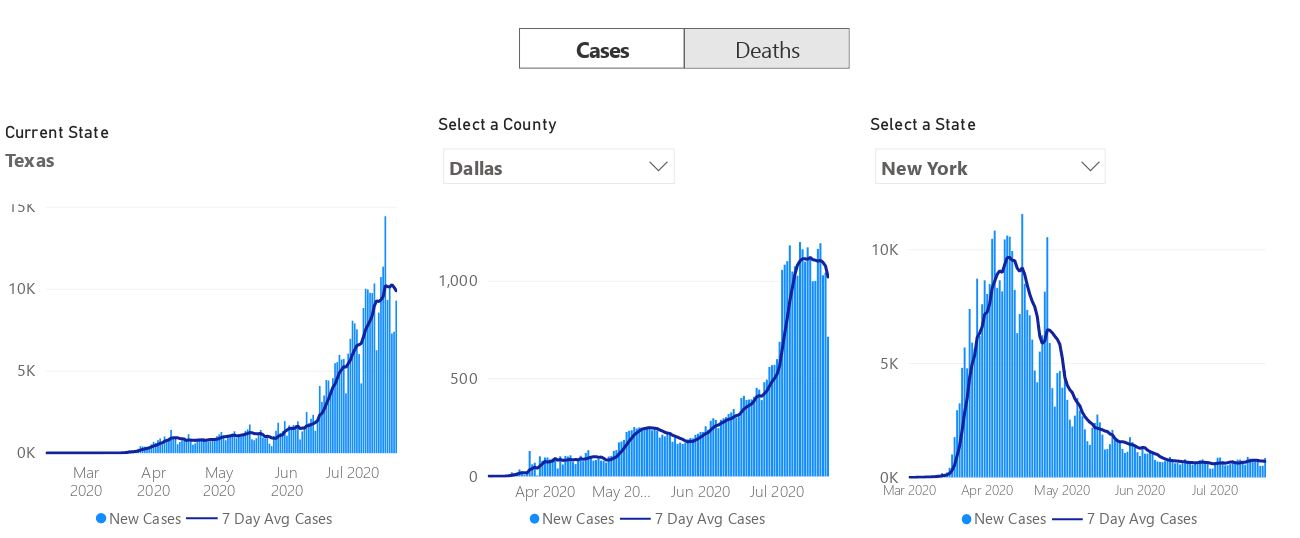 Cases Deaths
Current State
Texas
Select a County
Dallas
Select a State
New York
15K
10K
5K
0K
Mar 2020
Apr 2020
May 2020
Jun 2020
Jul 2020
New Cases 7 Day Avg Cases
1,000
500
0
Apr 2020 May 20... Jun 2020 Jul 2020
New Cases 7 Day Avg Cases
10K
5K
0K
Mar 2020 Apr 2020 May 2020 Jun 2020 Jul 2020
New Cases 7 Day Avg Cases